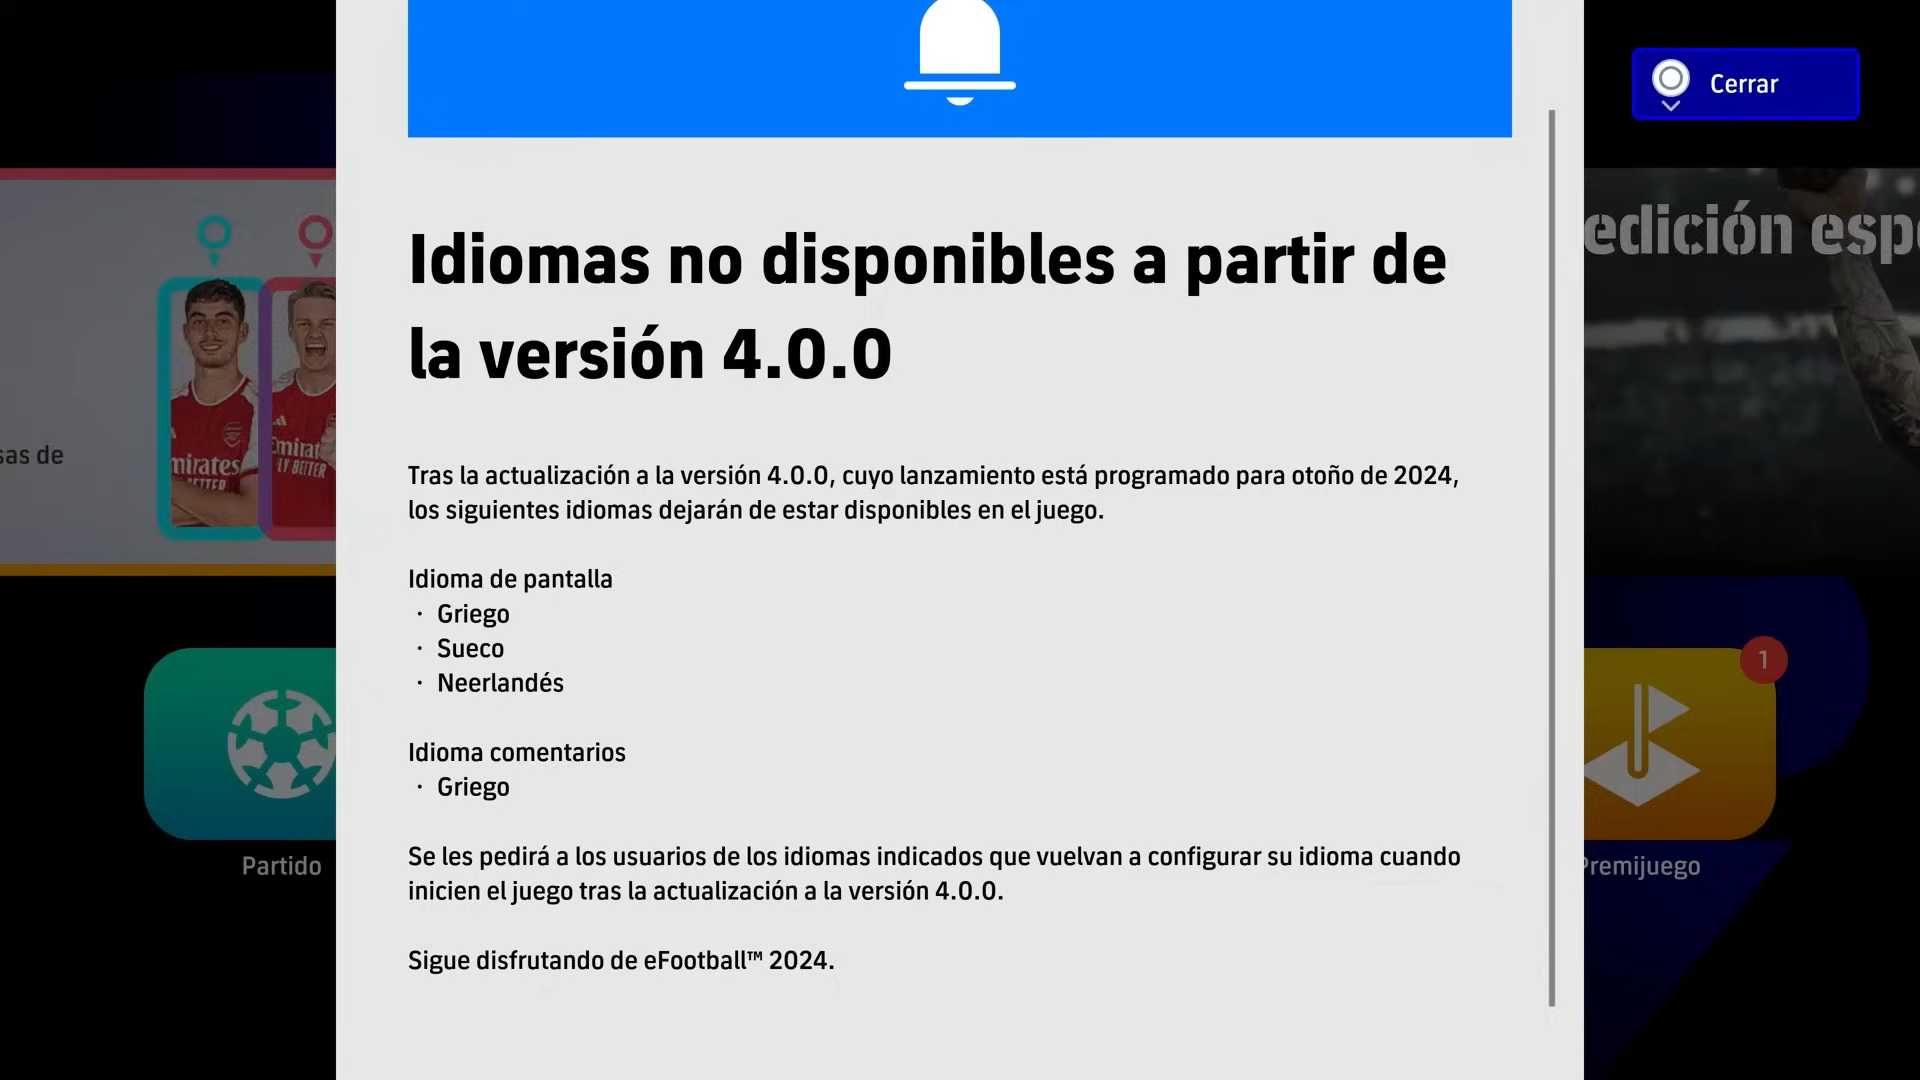 Cerrar
edición esp
sas de
mirates
Emirat
FLY BETTER
Idiomas no disponibles a partir de
la versión 4.0.0
Tras la actualización a la versión 4.0.0, cuyo lanzamiento está programado para otoño de 2024,
los siguientes idiomas dejarán de estar disponibles en el juego.
Idioma de pantalla
· Griego
· Sueco
· Neerlandés
Idioma comentarios
· Griego
Se les pedirá a los usuarios de los idiomas indicados que vuelvan a configurar su idioma cuando
inicien el juego tras la actualización a la versión 4.0.0.
Sigue disfrutando de eFootball™ 2024.
1
Partido
Premijuego